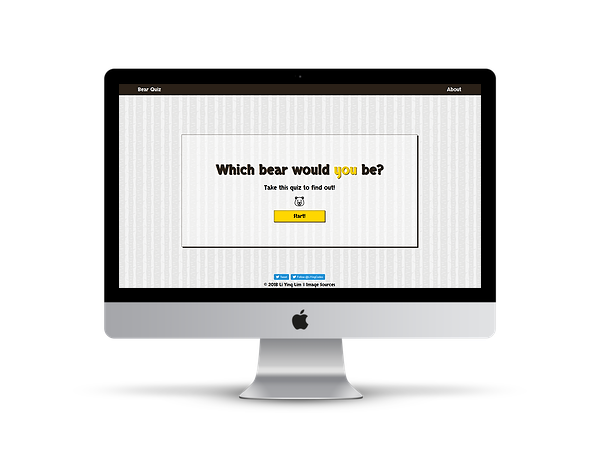 Bear Quiz About
Which bear would you be?
Take this quiz to find out!
Start!
Tweet
© 2018 Li Ying Lim | Image Sources